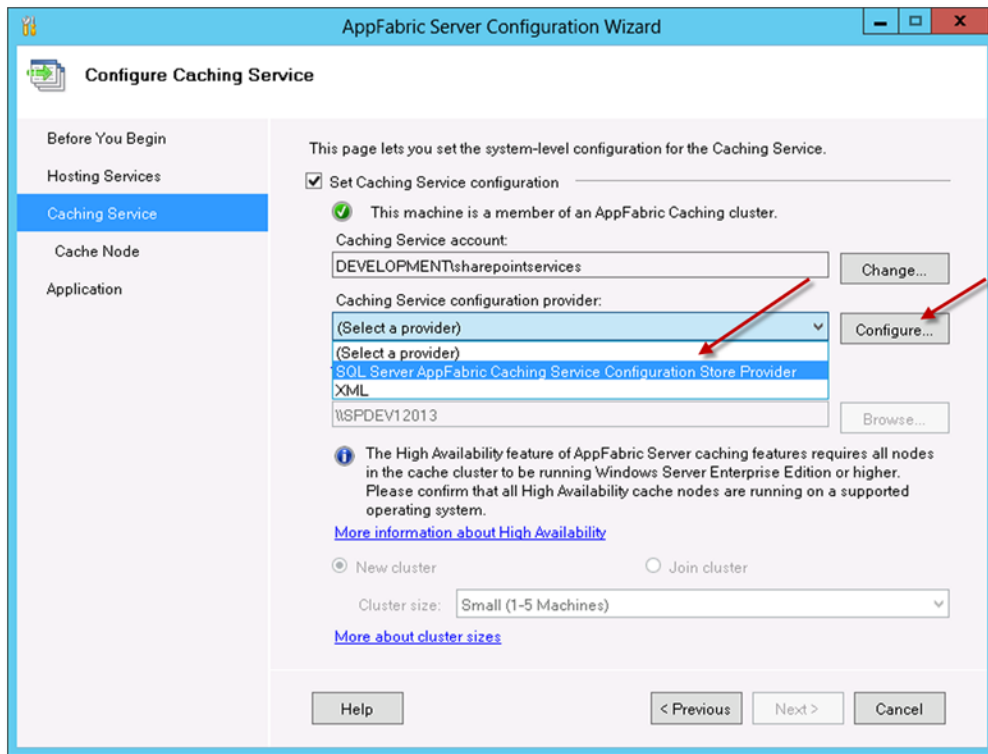 AppFabric Server Configuration Wizard
Configure Caching Service
Before You Begin
Hosting Services
Caching Service
Cache Node
Application
This page lets you set the system-level configuration for the Caching Service.
Set Caching Service configuration
This machine is a member of an AppFabric Caching cluster.
Caching Service account:
DEVELOPMENT\sharepointservices
Change...
Caching Service configuration provider:
(Select a provider)
Configure...
(Select a provider)
SQL Server AppFabric Caching Service Configuration Store Provider
XML
\\SPDEV12013
Browse...
The High Availability feature of AppFabric Server caching features requires all nodes
in the cache cluster to be running Windows Server Enterprise Edition or higher.
Please confirm that all High Availability cache nodes are running on a supported
operating system.
More information about High Availability
New cluster
Join cluster
Cluster size:
Small (1-5 Machines)
More about cluster sizes
Help
< Previous
Next >
Cancel